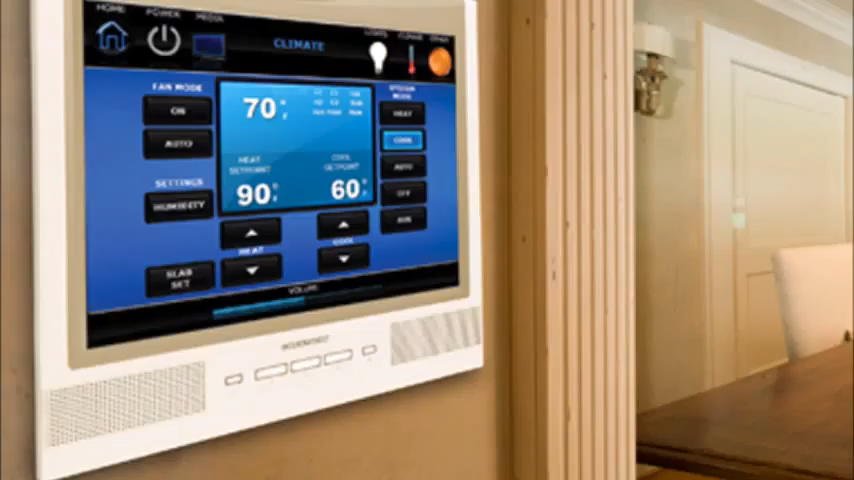 HOME POWER MEDIA
CLIMATE
LIGHTS CLIMATE OTHER
FAN MODE
ON
AUTO
SETTINGS
HUMIDITY
SLAB
SET
70°F
HEAT
SETPOINT
90°F
COOL
SETPOINT
60°F
HEAT
COOL
SYSTEM
MODE
HEAT
COOL
AUTO
OFF
VOLUME